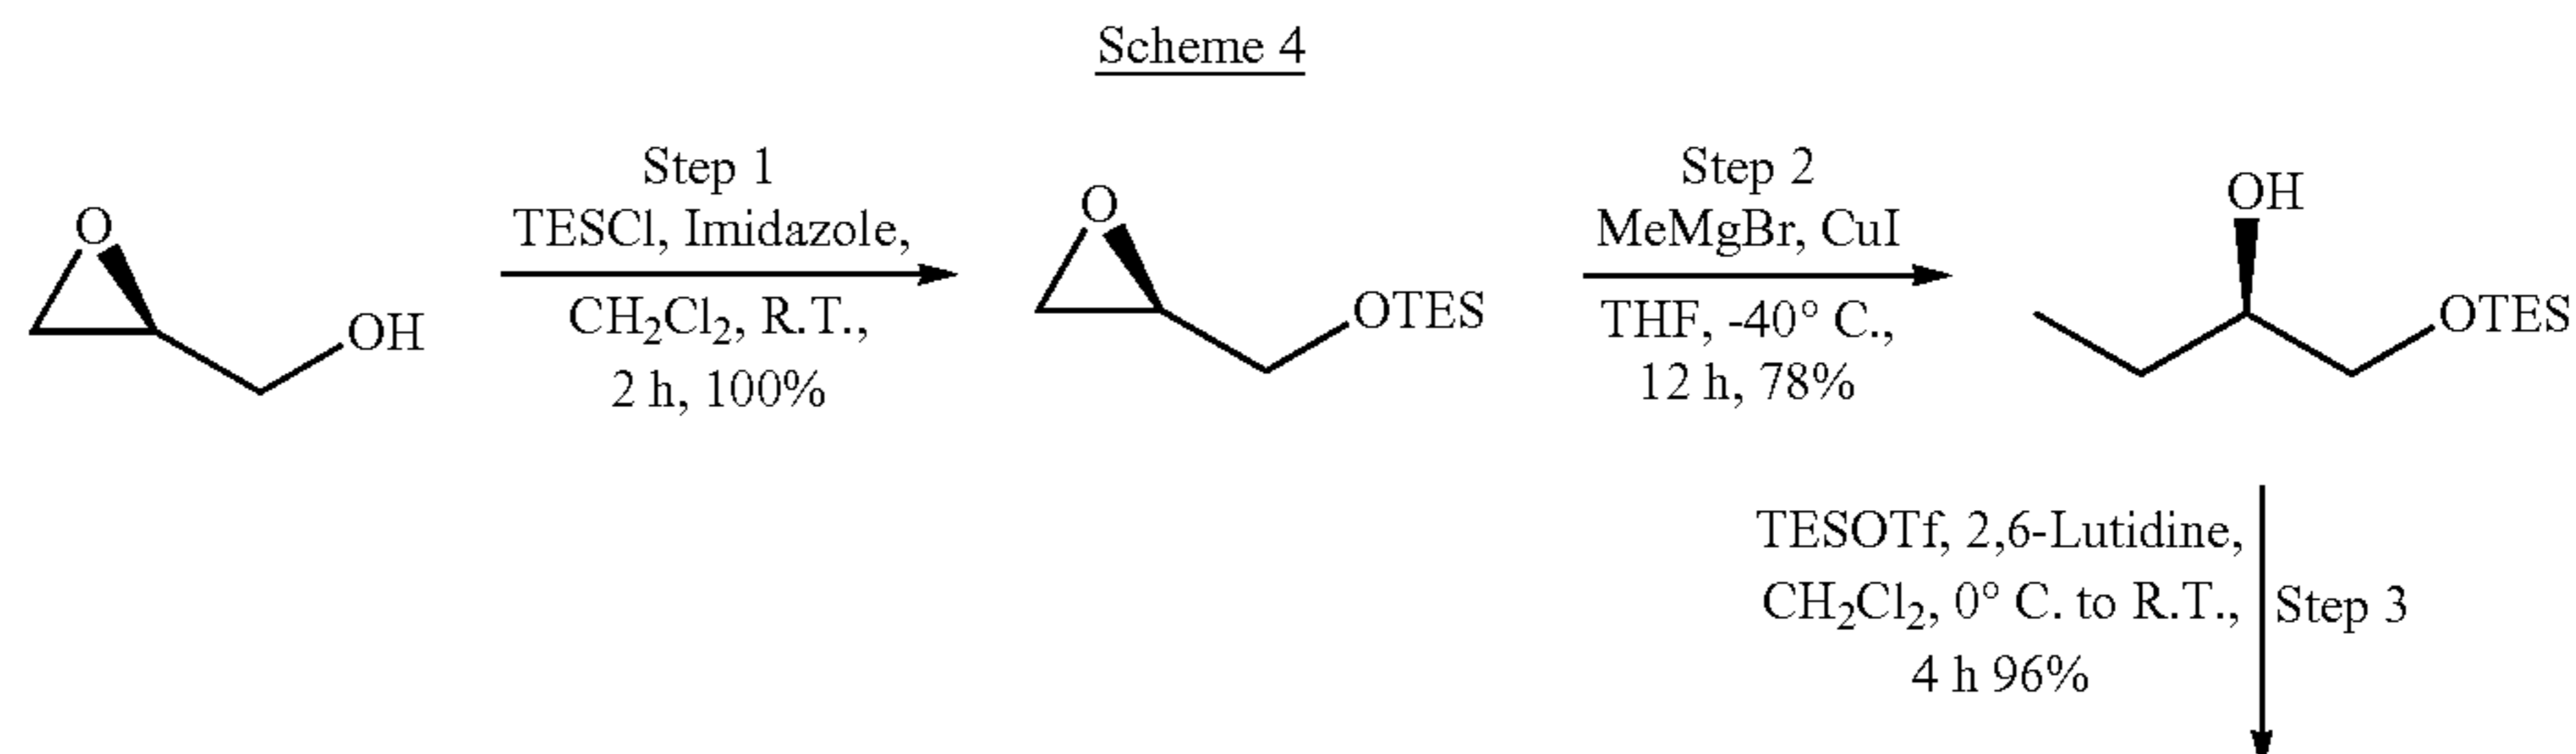 Scheme 4
Step 1
TESCl, Imidazole,
CH₂Cl₂, R.T.,
2 h, 100%
O
OH
O
OTES
Step 2
MeMgBr, CuI
THF, -40° C.,
12 h, 78%
OH
OTES
TESOTf, 2,6-Lutidine,
CH₂Cl₂, 0° C. to R.T.,
4 h 96%
Step 3